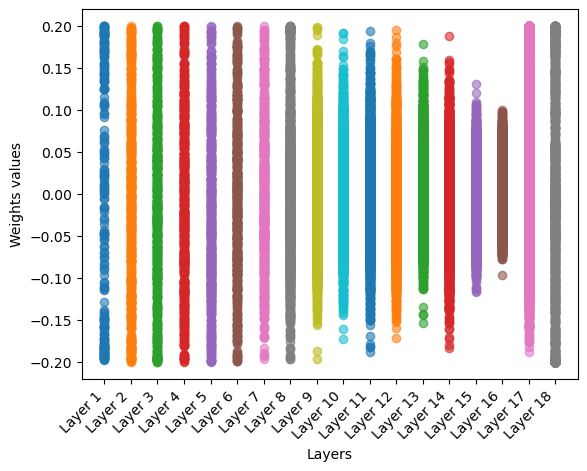 0.20
0.15
0.10
0.05
0.00
−0.05
−0.10
−0.15
−0.20
Weights values
Layer 1
Layer 2
Layer 3
Layer 4
Layer 5
Layer 6
Layer 7
Layer 8
Layer 9
Layer 10
Layer 11
Layer 12
Layer 13
Layer 14
Layer 15
Layer 16
Layer 17
Layer 18
Layers